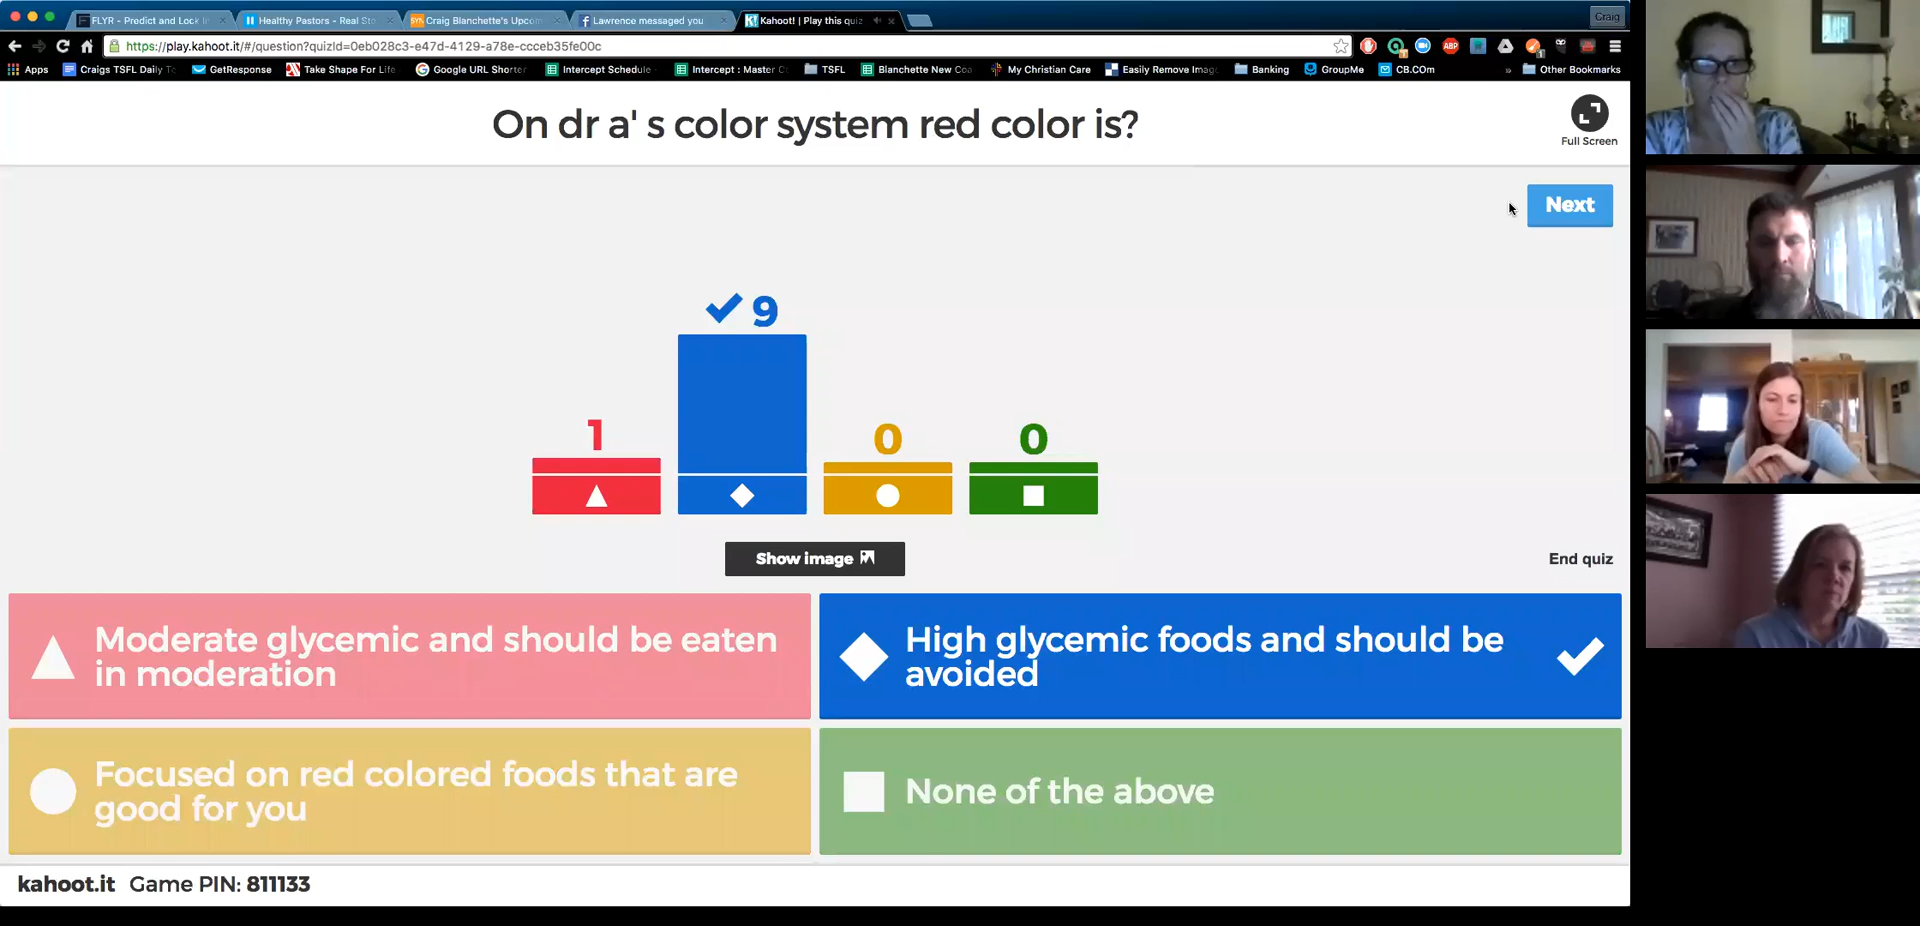 FLYR - Predict and Lock In
Healthy Pastors - Real Sto
Craig Blanchette's Upcom
Lawrence messaged you
Kahoot! | Play this quiz
Craig
https://play.kahoot.it/#/question?quizId=0eb028c3-e47d-4129-a78e-ccceb35fe00c
Apps
Craigs TSFL Daily T
GetResponse
Take Shape For Life
Google URL Shorte
Intercept Schedule
Intercept : Master C
TSFL
Blanchette New Coa
My Christian Care
Easily Remove Imag
Banking
GroupMe
CB.COm
»
Other Bookmarks
On dr a' s color system red color is?
Full Screen
Next
9
1
0
0
Show image
End quiz
Moderate glycemic and should be eaten
in moderation
High glycemic foods and should be
avoided
Focused on red colored foods that are
good for you
None of the above
kahoot.it Game PIN: 811133